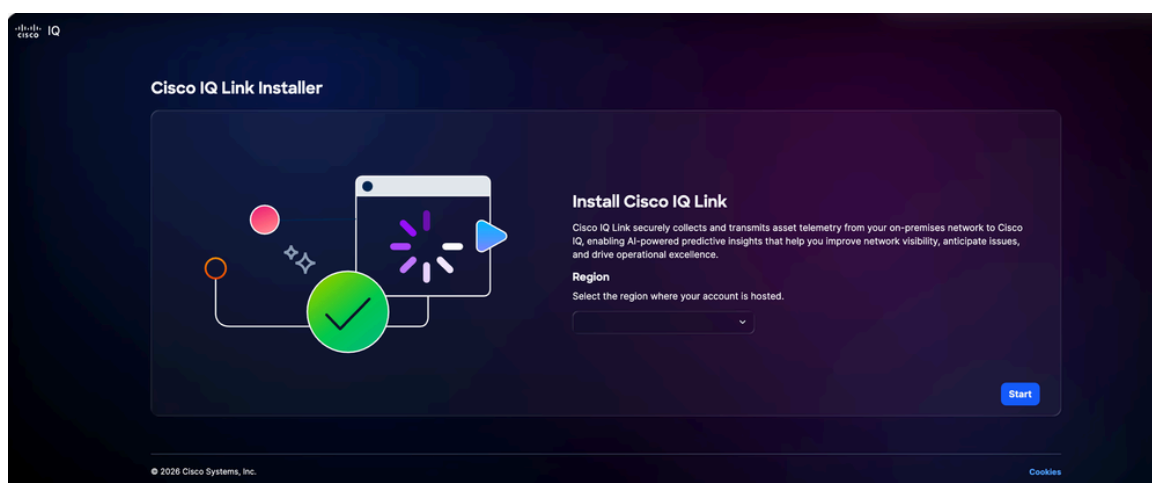 cisco IQ
Cisco IQ Link Installer
Install Cisco IQ Link
Cisco IQ Link securely collects and transmits asset telemetry from your on-premises network to Cisco
IQ, enabling AI-powered predictive insights that help you improve network visibility, anticipate issues,
and drive operational excellence.
Region
Select the region where your account is hosted.
Start
© 2026 Cisco Systems, Inc.
Cookies